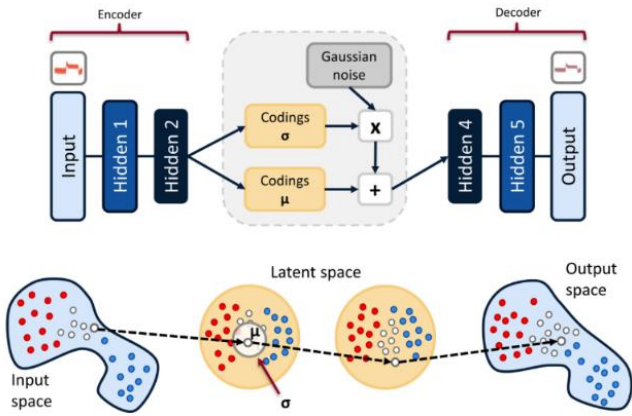 Encoder
Decoder
Gaussian
noise
Input
Hidden 1
Hidden 2
Codings
σ
Codings
μ
x
+
Hidden 4
Hidden 5
Output
Latent space
Output
space
μ
Input
space
σ